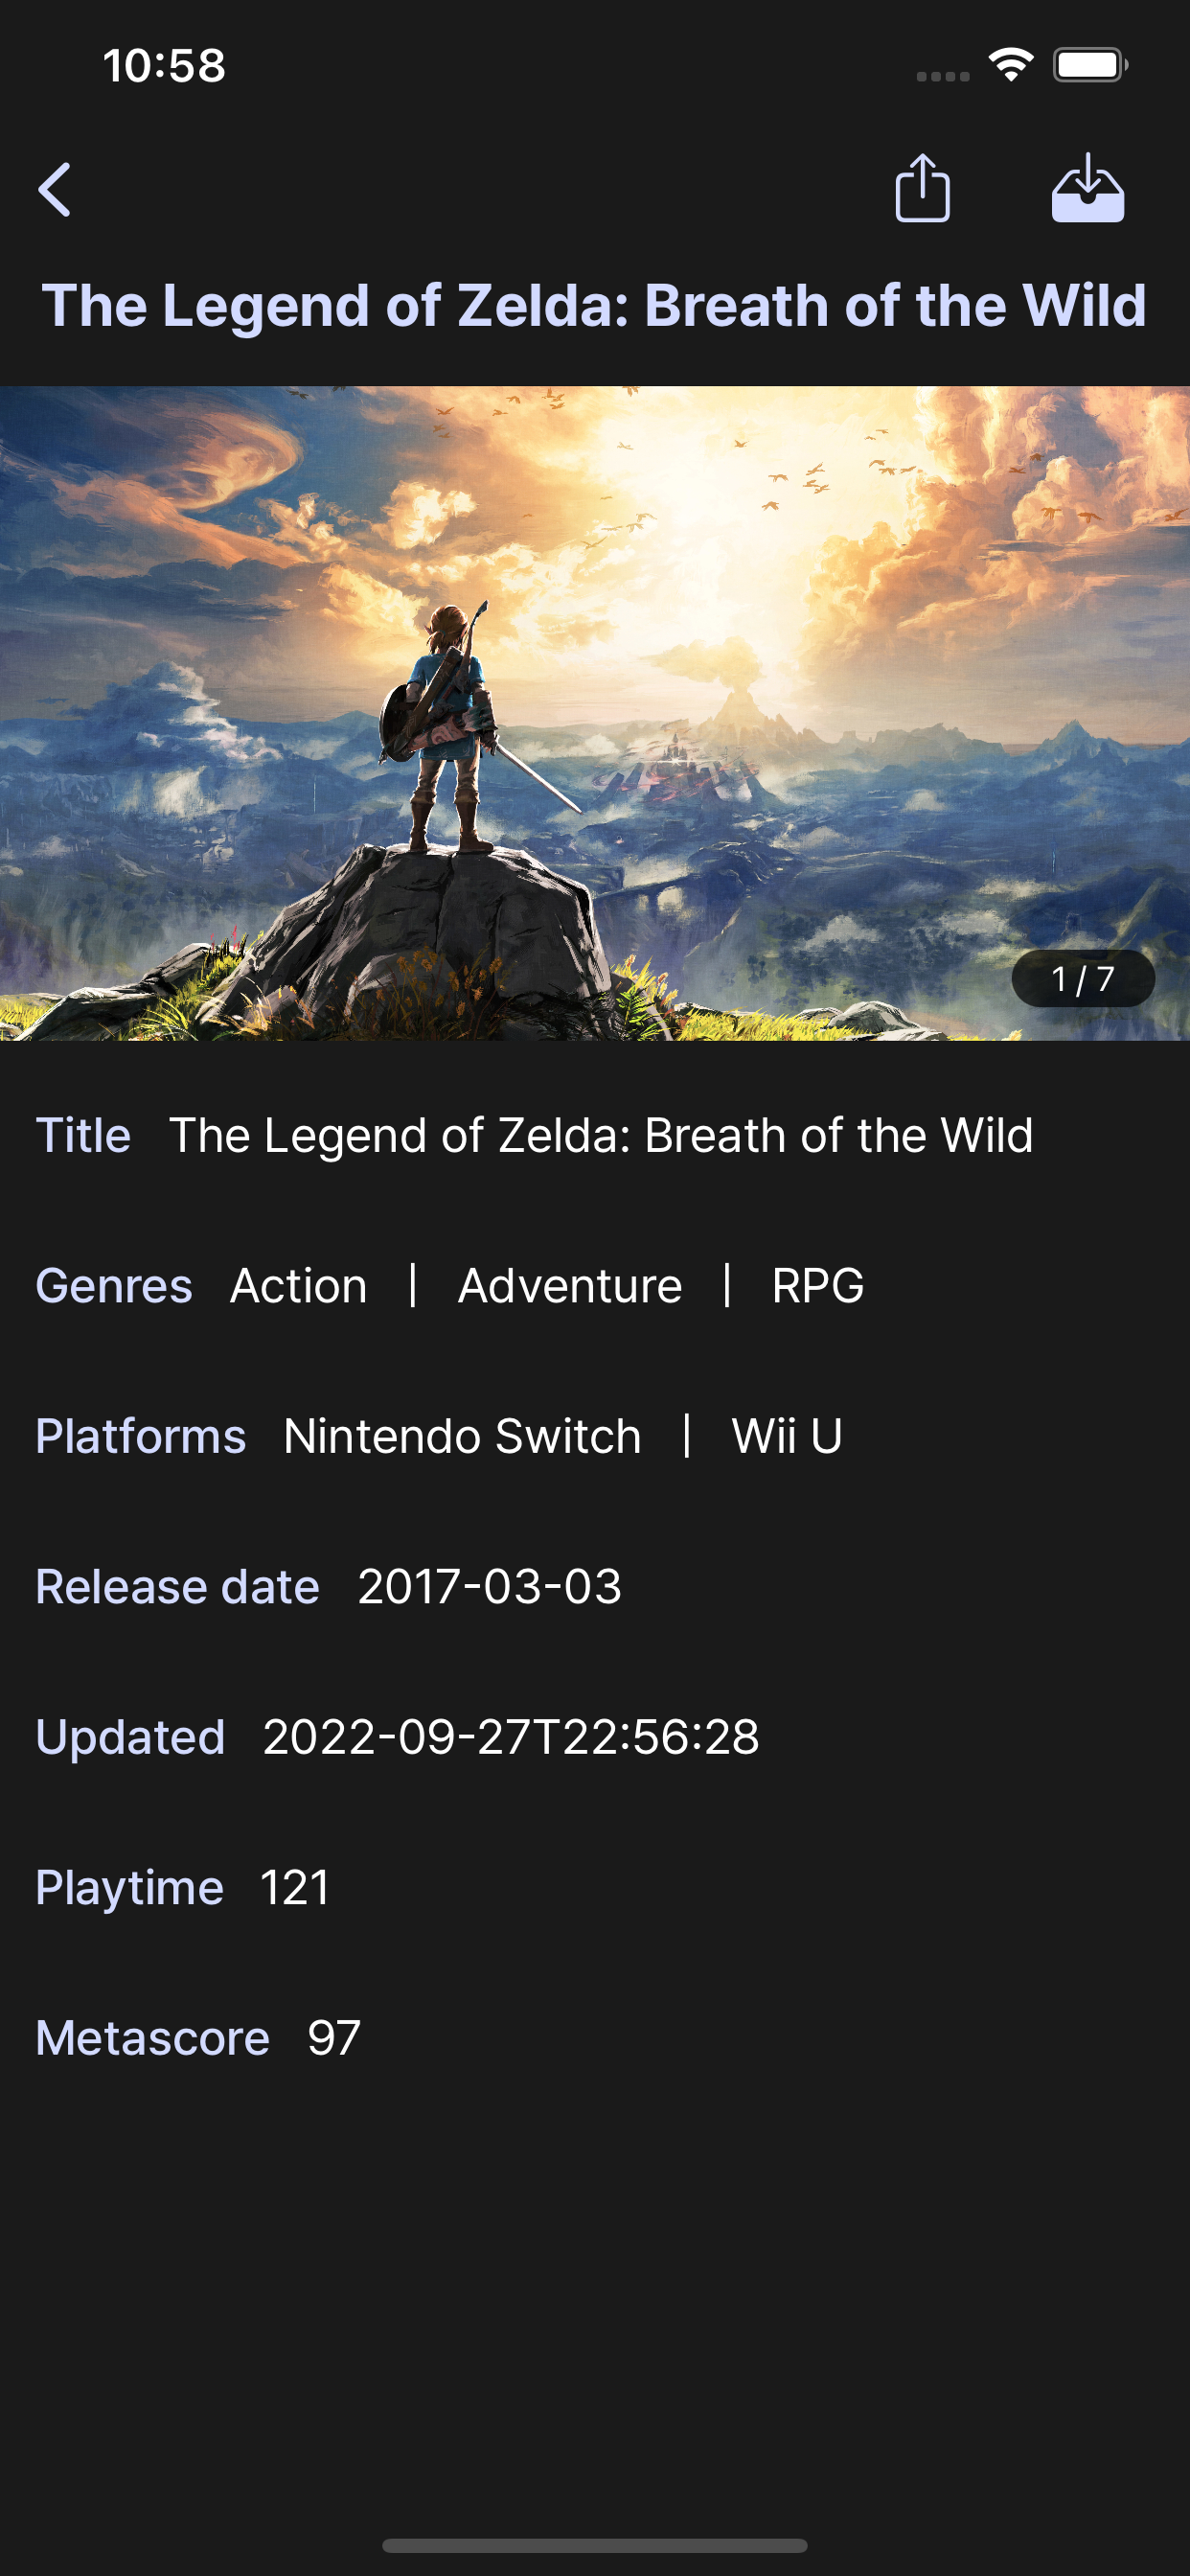 10:58
The Legend of Zelda: Breath of the Wild
1 / 7
Title The Legend of Zelda: Breath of the Wild
Genres Action | Adventure | RPG
Platforms Nintendo Switch | Wii U
Release date 2017-03-03
Updated 2022-09-27T22:56:28
Playtime 121
Metascore 97